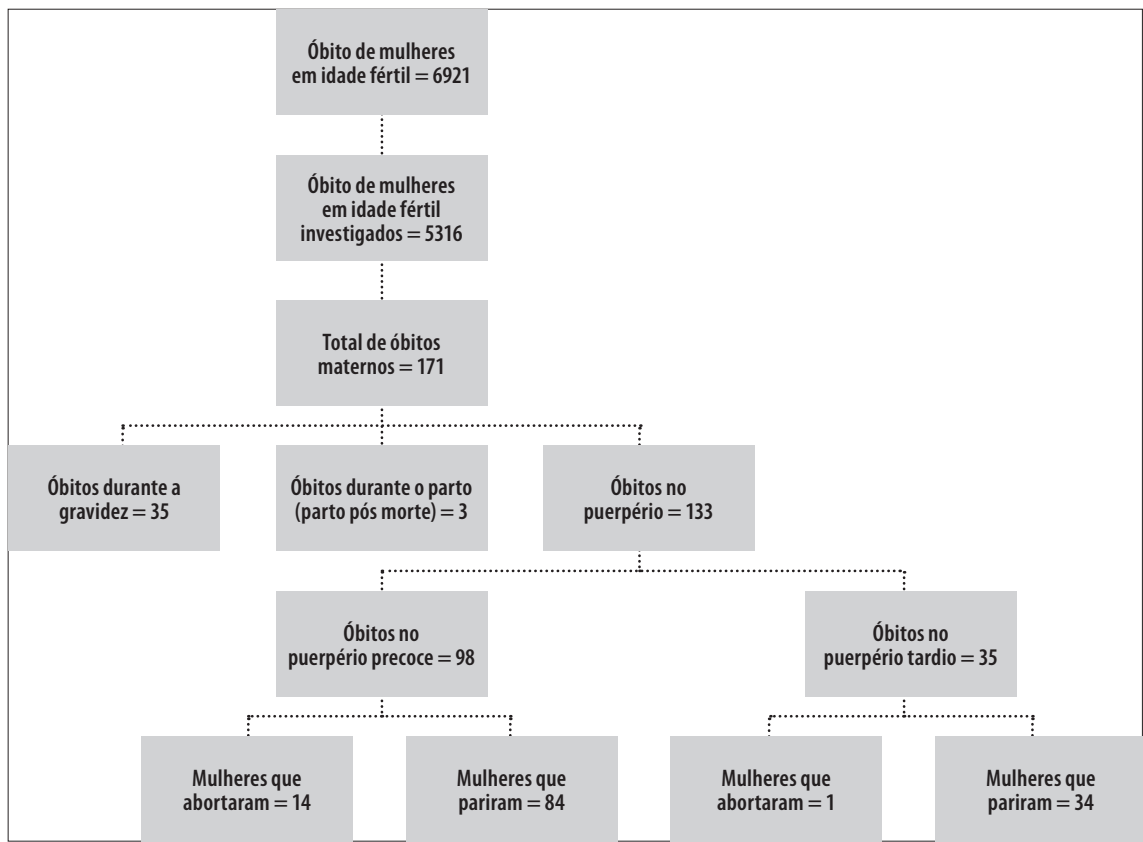 Óbito de mulheres
em idade fértil = 6921
Óbito de mulheres
em idade fértil
investigados = 5316
Total de óbitos
maternos = 171
Óbitos durante a
gravidez = 35
Óbitos durante o parto
(parto pós morte) = 3
Óbitos no
puerpério = 133
Óbitos no
puerpério precoce = 98
Óbitos no
puerpério tardio = 35
Mulheres que
abortaram = 14
Mulheres que
pariram = 84
Mulheres que
abortaram = 1
Mulheres que
pariram = 34